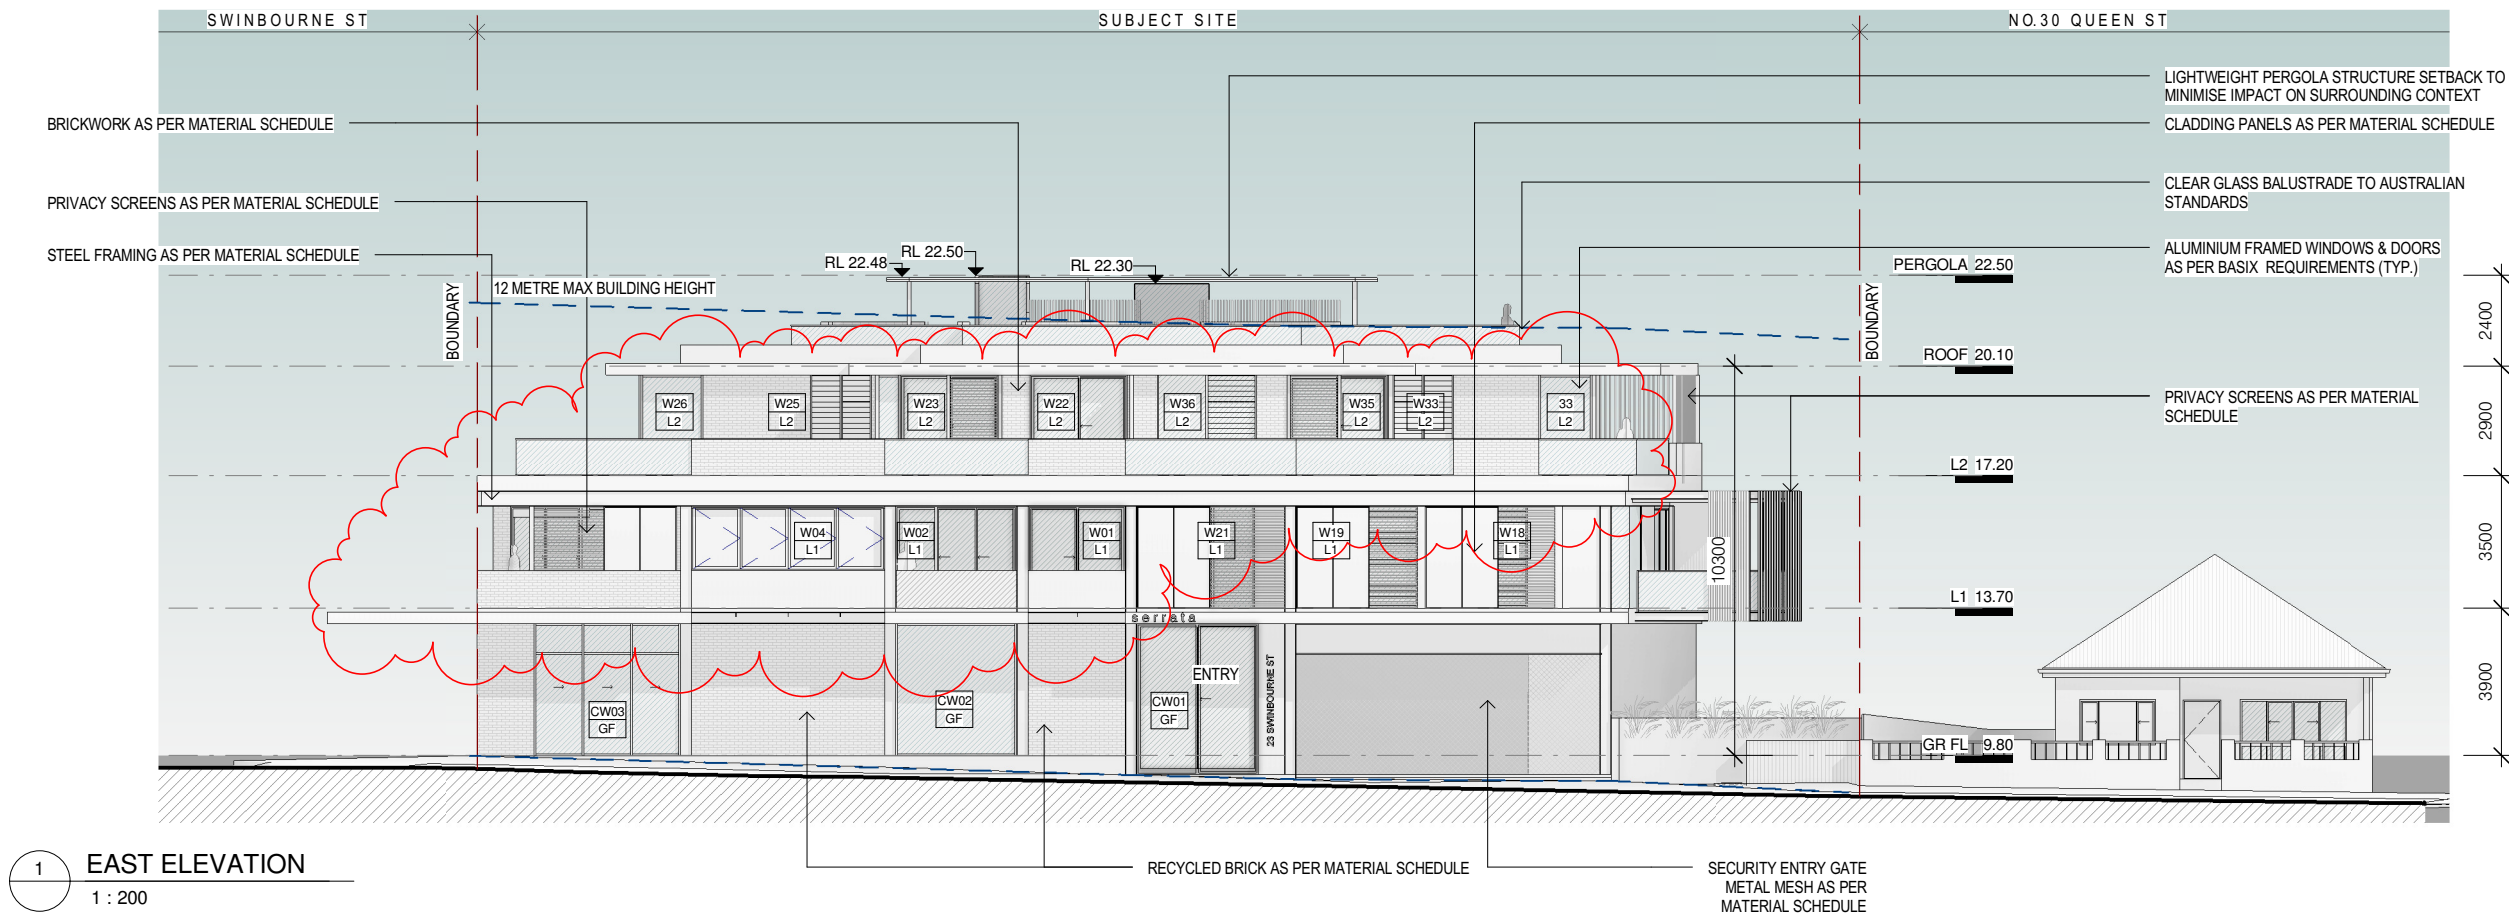 SWINBOURNE ST
SUBJECT SITE
NO.30 QUEEN ST
LIGHTWEIGHT PERGOLA STRUCTURE SETBACK TO
MINIMISE IMPACT ON SURROUNDING CONTEXT
BRICKWORK AS PER MATERIAL SCHEDULE
CLADDING PANELS AS PER MATERIAL SCHEDULE
CLEAR GLASS BALUSTRADE TO AUSTRALIAN
STANDARDS
PRIVACY SCREENS AS PER MATERIAL SCHEDULE
STEEL FRAMING AS PER MATERIAL SCHEDULE
ALUMINIUM FRAMED WINDOWS & DOORS
AS PER BASIX REQUIREMENTS (TYP.)
RL 22.48
RL 22.50
RL 22.30
PERGOLA 22.50
12 METRE MAX BUILDING HEIGHT
BOUNDARY
BOUNDARY
2400
ROOF 20.10
PRIVACY SCREENS AS PER MATERIAL
SCHEDULE
W26
L2
W25
L2
W23
L2
W22
L2
W36
L2
W35
L2
W33
L2
33
L2
2900
L2 17.20
W04
L1
W02
L1
W01
L1
W21
L1
W19
L1
W18
L1
3500
10300
L1 13.70
serrata
ENTRY
23 SWINBOURNE ST
3900
CW03
GF
CW02
GF
CW01
GF
GR FL 9.80
1
EAST ELEVATION
1 : 200
RECYCLED BRICK AS PER MATERIAL SCHEDULE
SECURITY ENTRY GATE
METAL MESH AS PER
MATERIAL SCHEDULE